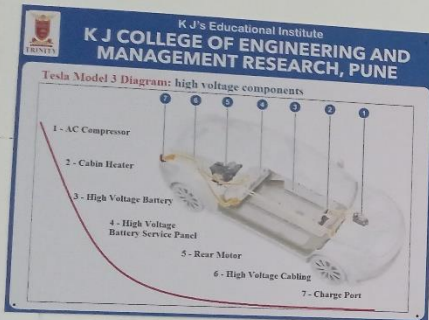 K J's Educational Institute
K J COLLEGE OF ENGINEERING AND
MANAGEMENT RESEARCH, PUNE
TRINITY
Tesla Model 3 Diagram: high voltage components
7 6 5 4 3 2 1
1 - AC Compressor
2 - Cabin Heater
3 - High Voltage Battery
4 - High Voltage
Battery Service Panel
5 - Rear Motor
6 - High Voltage Cabling
7 - Charge Port